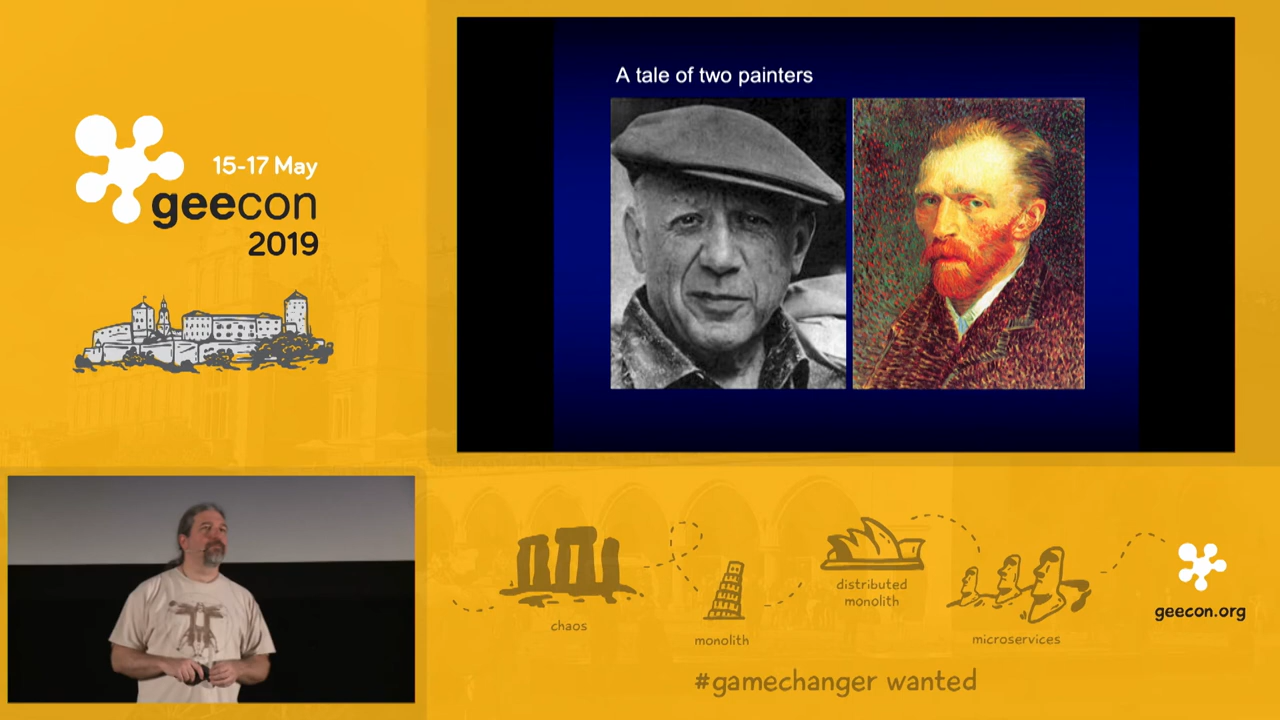 15-17 May
geecon
2019
A tale of two painters
chaos
monolith
distributed
monolith
microservices
geecon.org
#gamechanger wanted